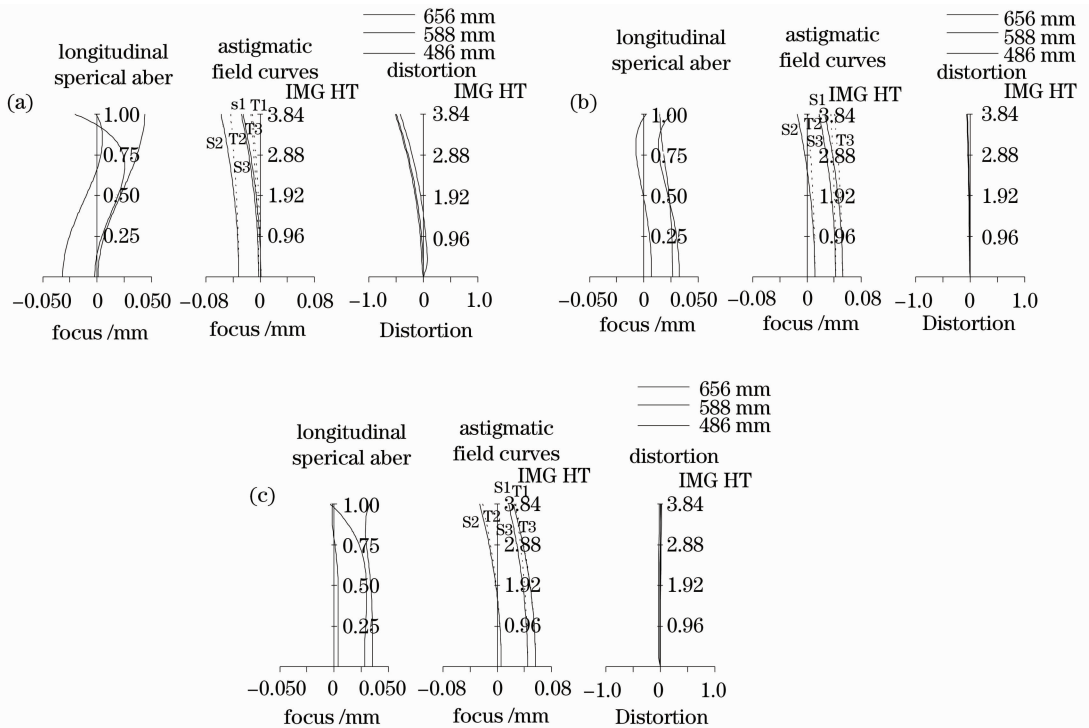 (a)
longitudinal
sperical aber
1.00
0.75
0.50
0.25
−0.050 0 0.050
focus /mm
astigmatic
field curves
IMG HT
s1 T1
S2 T2 T3
S3
3.84
2.88
1.92
0.96
−0.08 0 0.08
focus /mm
656 mm
588 mm
486 mm
distortion
IMG HT
3.84
2.88
1.92
0.96
−1.0 0 1.0
Distortion
(b)
longitudinal
sperical aber
1.00
0.75
0.50
0.25
−0.050 0 0.050
focus /mm
astigmatic
field curves
IMG HT
S1
S2 T2
S3 T3
3.84
2.88
1.92
0.96
−0.08 0 0.08
focus /mm
656 mm
588 mm
486 mm
distortion
IMG HT
3.84
2.88
1.92
0.96
−1.0 0 1.0
Distortion
(c)
longitudinal
sperical aber
1.00
0.75
0.50
0.25
−0.050 0 0.050
focus /mm
astigmatic
field curves
IMG HT
S1 T1
S2 T2
S3 T3
3.84
2.88
1.92
0.96
−0.08 0 0.08
focus /mm
656 mm
588 mm
486 mm
distortion
IMG HT
3.84
2.88
1.92
0.96
−1.0 0 1.0
Distortion